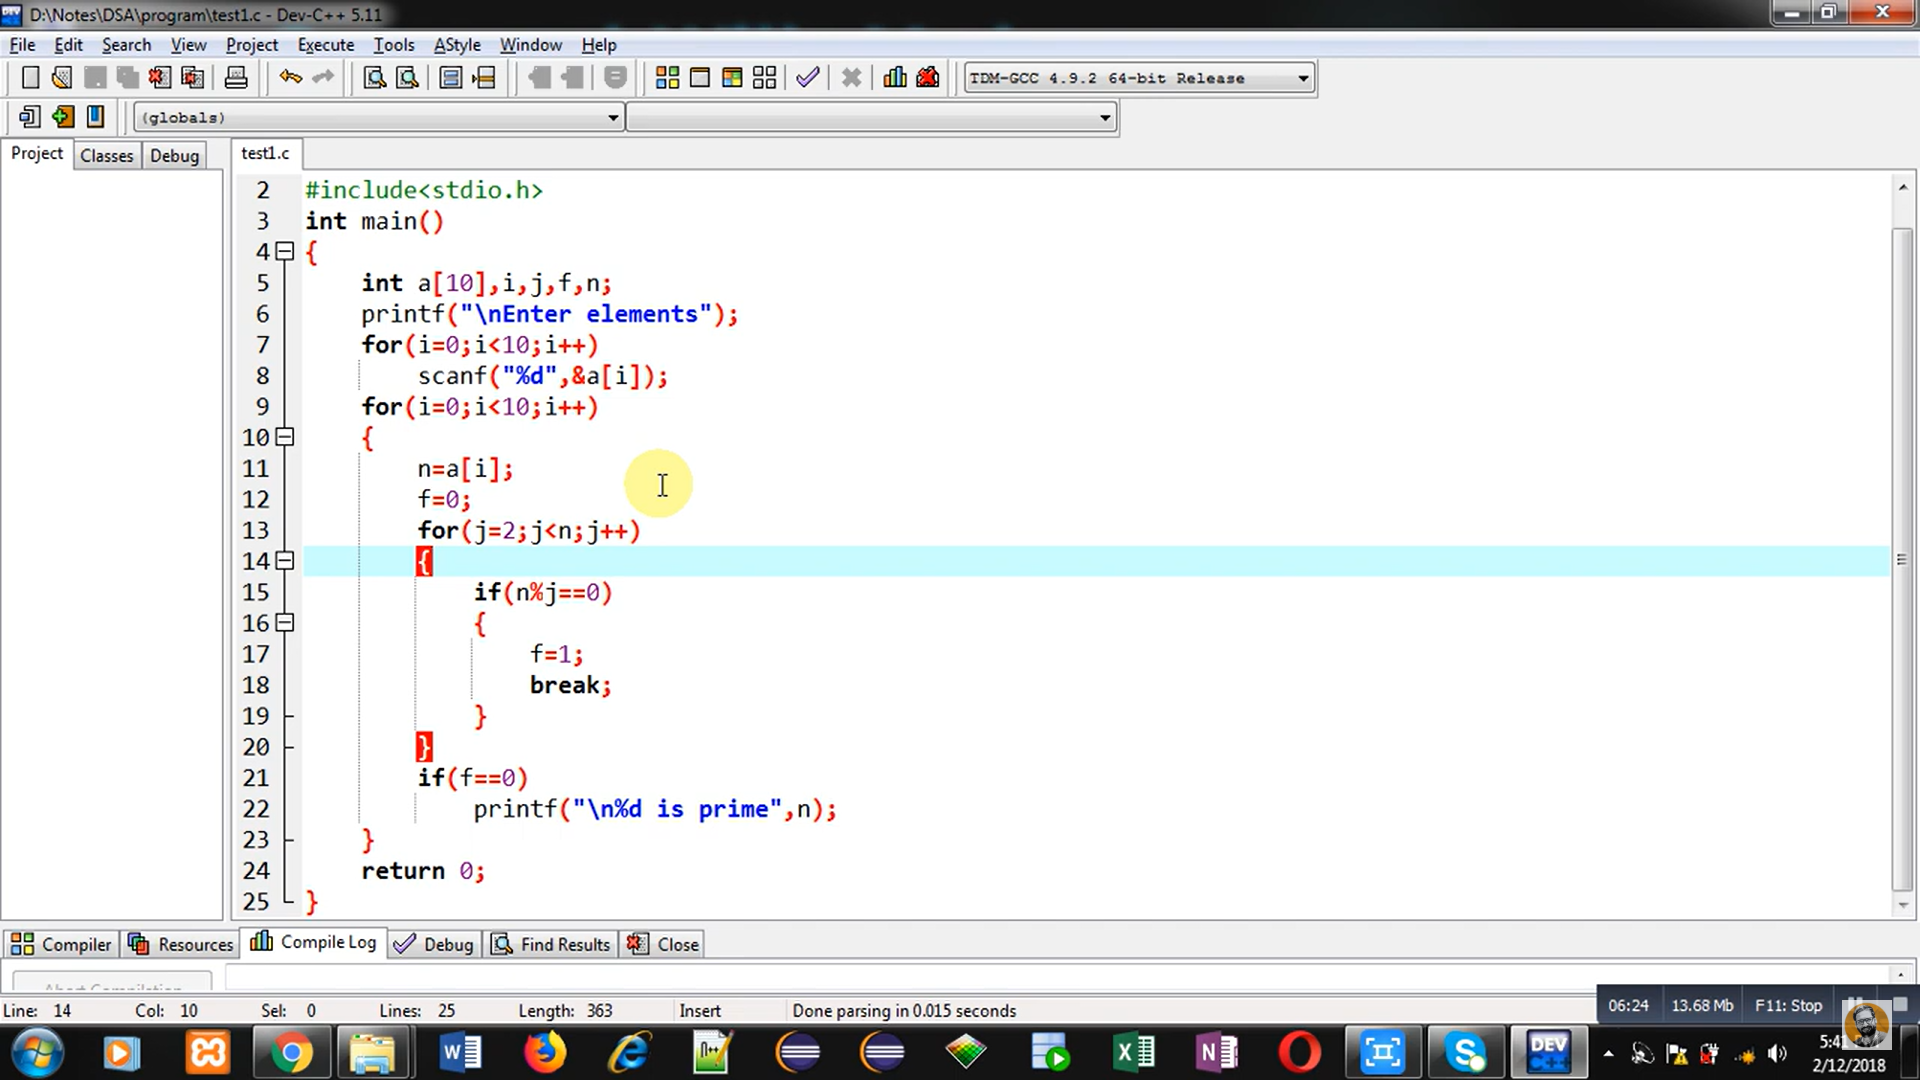 D:\Notes\DSA\program\test1.c - Dev-C++ 5.11
File Edit Search View Project Execute Tools AStyle Window Help
TDM-GCC 4.9.2 64-bit Release
(globals)
Project Classes Debug test1.c
2 #include<stdio.h>
3 int main()
4 {
5 int a[10],i,j,f,n;
6 printf("\nEnter elements");
7 for(i=0;i<10;i++)
8 scanf("%d",&a[i]);
9 for(i=0;i<10;i++)
10 {
11 n=a[i];
12 f=0;
13 for(j=2;j<n;j++)
14 {
15 if(n%j==0)
16 {
17 f=1;
18 break;
19 }
20 }
21 if(f==0)
22 printf("\n%d is prime",n);
23 }
24 return 0;
25 }
Compiler Resources Compile Log Debug Find Results Close
Abort Compilation
Line: 14 Col: 10 Sel: 0 Lines: 25 Length: 363 Insert Done parsing in 0.015 seconds
06:24 13.68 Mb F11: Stop
DEV C++
2/12/2018